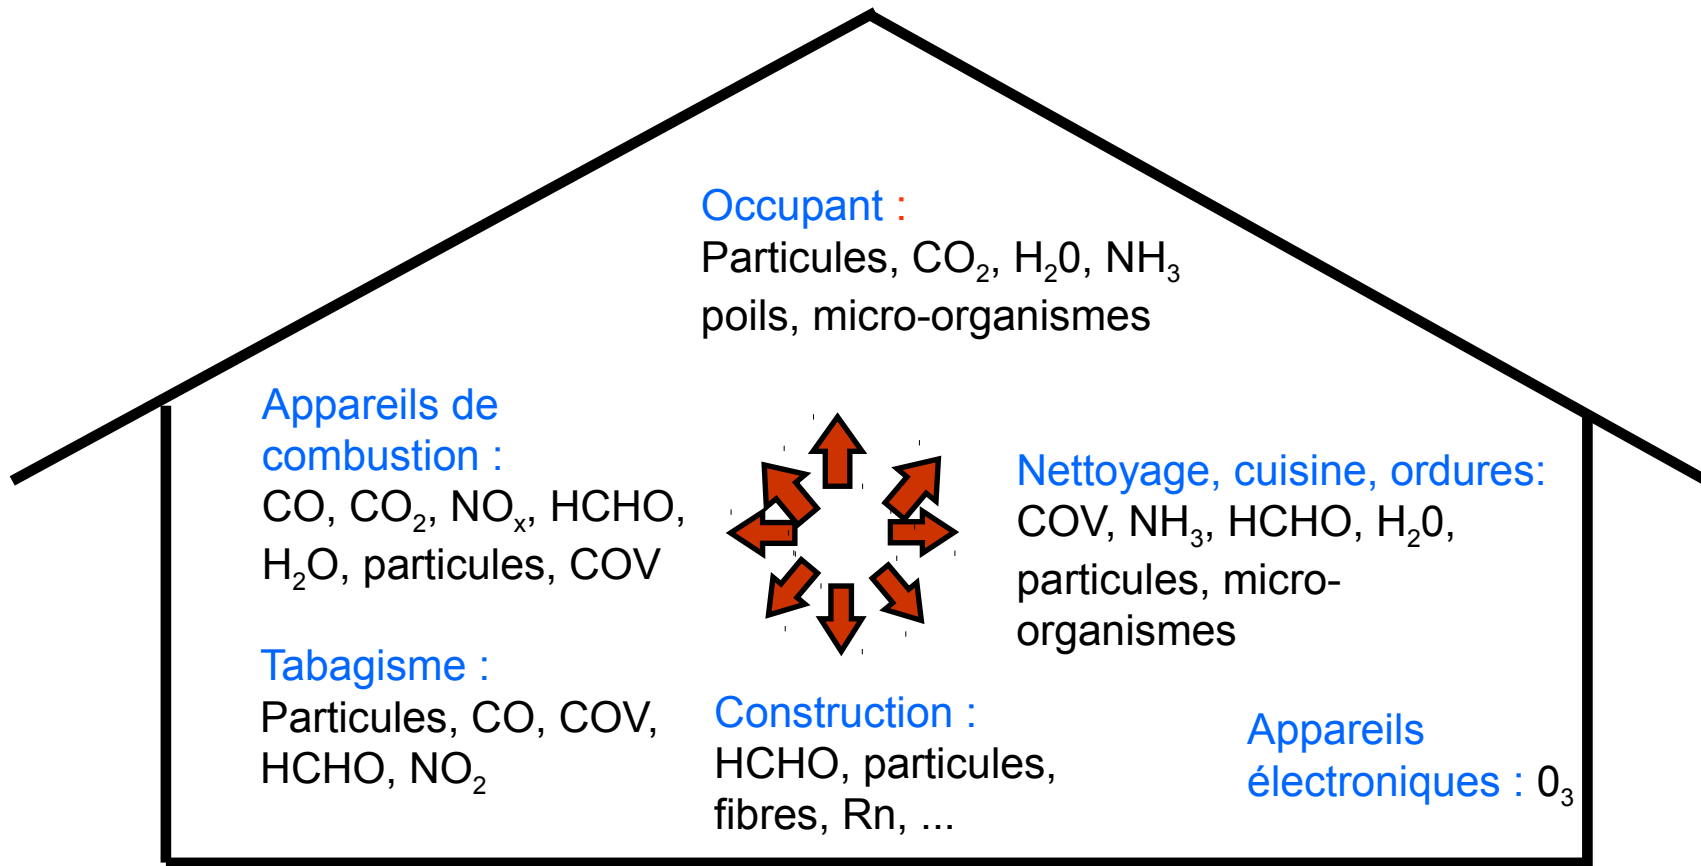 Occupant :
Particules, CO₂, H₂0, NH₃
poils, micro-organismes
Appareils de
combustion :
CO, CO₂, NOₓ, HCHO,
H₂O, particules, COV
Nettoyage, cuisine, ordures:
COV, NH₃, HCHO, H₂0,
particules, micro-
organismes
Tabagisme :
Particules, CO, COV,
HCHO, NO₂
Construction :
HCHO, particules,
fibres, Rn, ...
Appareils
électroniques : 0₃